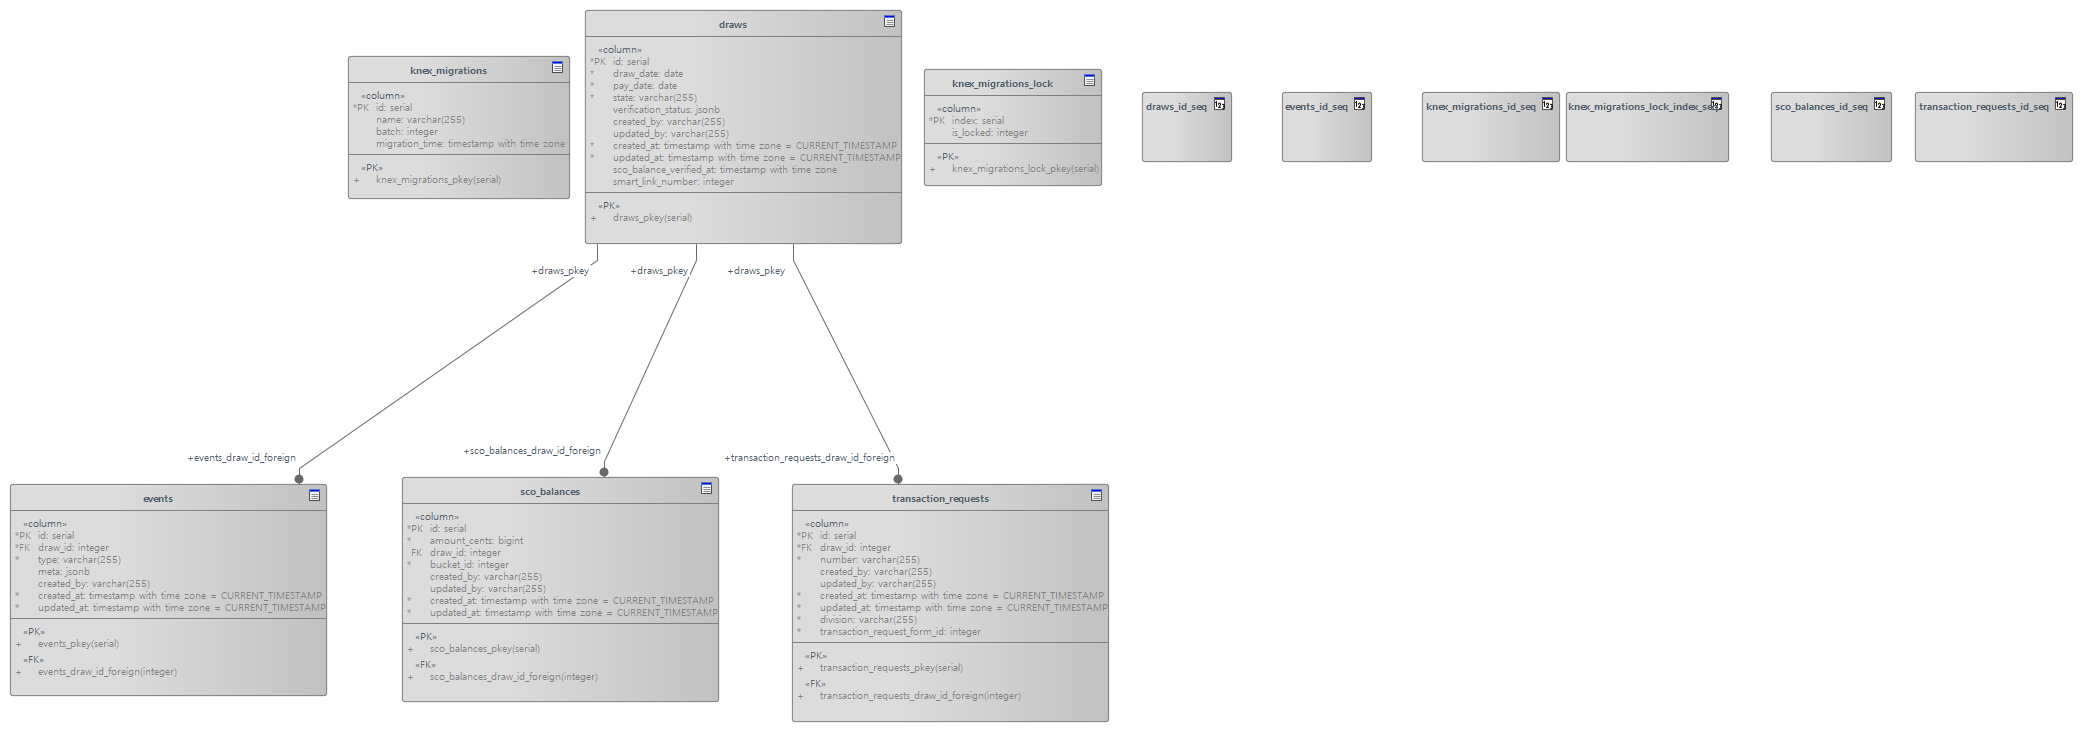 draws
«column»
*PK id: serial
* draw_date: date
* pay_date: date
* state: varchar(255)
verification_status: jsonb
created_by: varchar(255)
updated_by: varchar(255)
* created_at: timestamp with time zone = CURRENT_TIMESTAMP
* updated_at: timestamp with time zone = CURRENT_TIMESTAMP
sco_balance_verified_at: timestamp with time zone
smart_link_number: integer
«PK»
+ draws_pkey(serial)
knex_migrations
«column»
*PK id: serial
name: varchar(255)
batch: integer
migration_time: timestamp with time zone
«PK»
+ knex_migrations_pkey(serial)
knex_migrations_lock
«column»
*PK index: serial
is_locked: integer
«PK»
+ knex_migrations_lock_pkey(serial)
draws_id_seq
events_id_seq
knex_migrations_id_seq
knex_migrations_lock_index_seq
sco_balances_id_seq
transaction_requests_id_seq
+draws_pkey
+draws_pkey
+draws_pkey
+events_draw_id_foreign
+sco_balances_draw_id_foreign
+transaction_requests_draw_id_foreign
events
«column»
*PK id: serial
*FK draw_id: integer
* type: varchar(255)
meta: jsonb
created_by: varchar(255)
* created_at: timestamp with time zone = CURRENT_TIMESTAMP
* updated_at: timestamp with time zone = CURRENT_TIMESTAMP
«PK»
+ events_pkey(serial)
«FK»
+ events_draw_id_foreign(integer)
sco_balances
«column»
*PK id: serial
* amount_cents: bigint
FK draw_id: integer
* bucket_id: integer
created_by: varchar(255)
updated_by: varchar(255)
* created_at: timestamp with time zone = CURRENT_TIMESTAMP
* updated_at: timestamp with time zone = CURRENT_TIMESTAMP
«PK»
+ sco_balances_pkey(serial)
«FK»
+ sco_balances_draw_id_foreign(integer)
transaction_requests
«column»
*PK id: serial
*FK draw_id: integer
* number: varchar(255)
created_by: varchar(255)
updated_by: varchar(255)
* created_at: timestamp with time zone = CURRENT_TIMESTAMP
* updated_at: timestamp with time zone = CURRENT_TIMESTAMP
* division: varchar(255)
* transaction_request_form_id: integer
«PK»
+ transaction_requests_pkey(serial)
«FK»
+ transaction_requests_draw_id_foreign(integer)